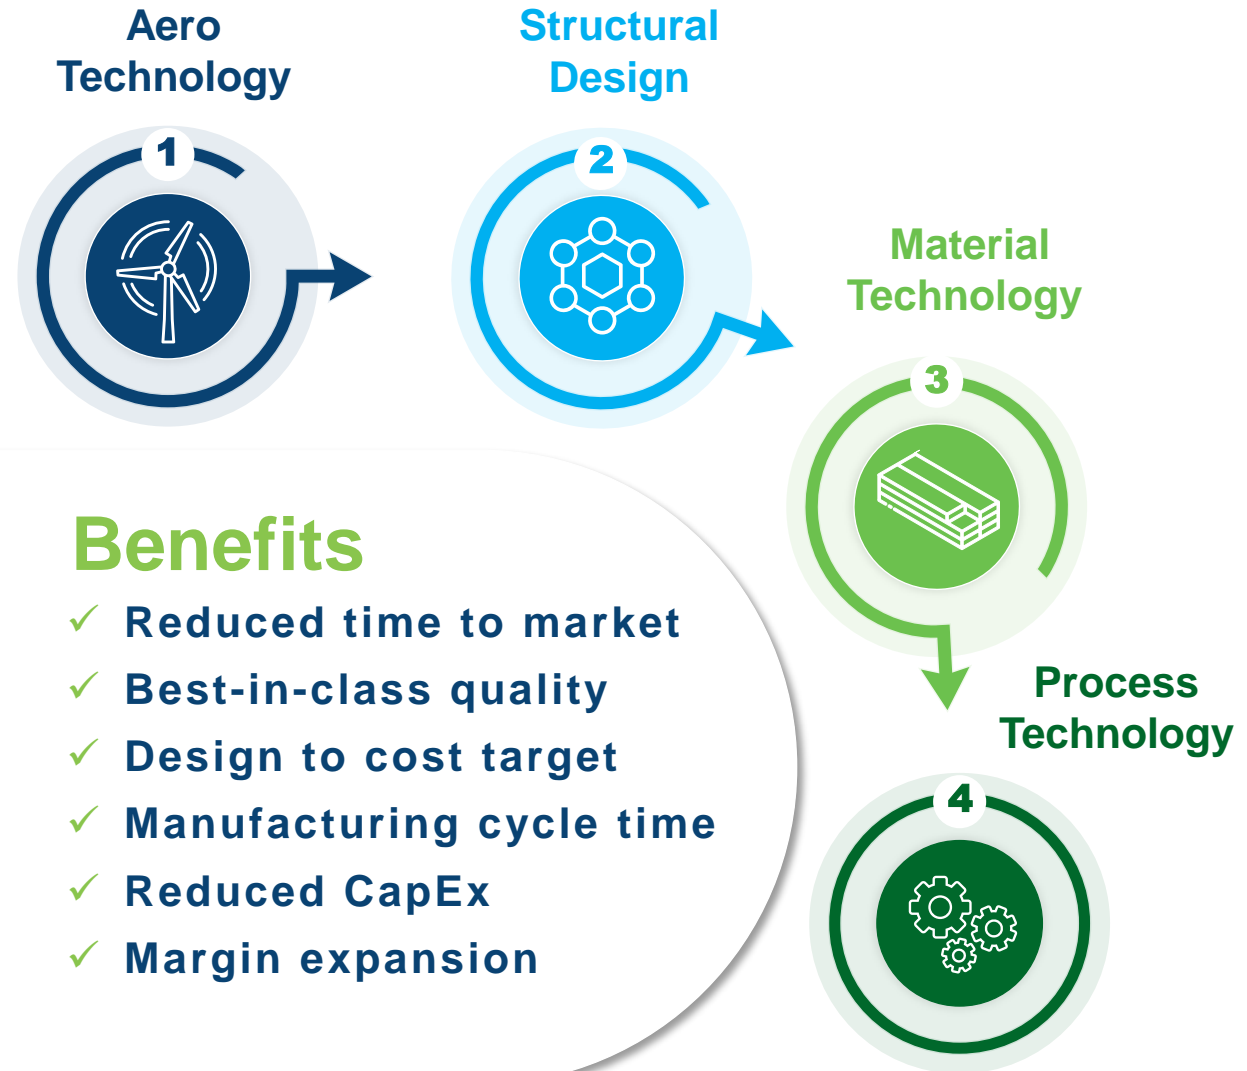 Aero
Technology
Structural
Design
1
2
Material
Technology
3
Process
Technology
4
Benefits
✓ Reduced time to market
✓ Best-in-class quality
✓ Design to cost target
✓ Manufacturing cycle time
✓ Reduced CapEx
✓ Margin expansion